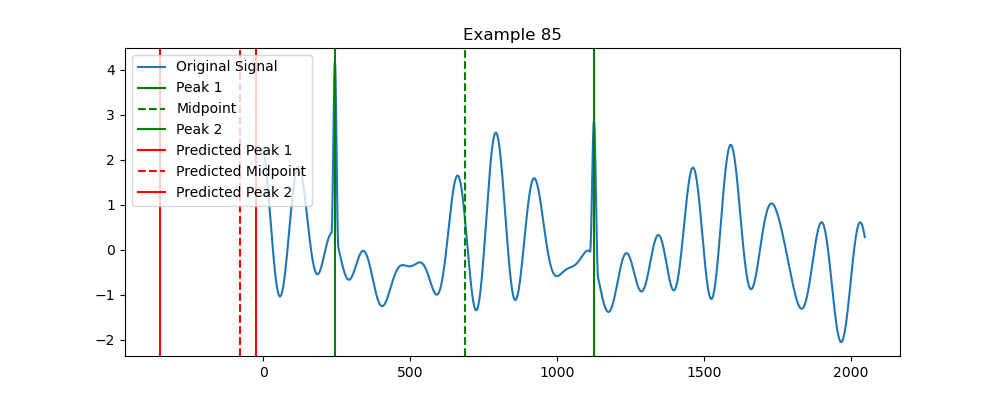 Example 85
Original Signal
Peak 1
Midpoint
Peak 2
Predicted Peak 1
Predicted Midpoint
Predicted Peak 2
4
3
2
1
0
−1
−2
0 500 1000 1500 2000